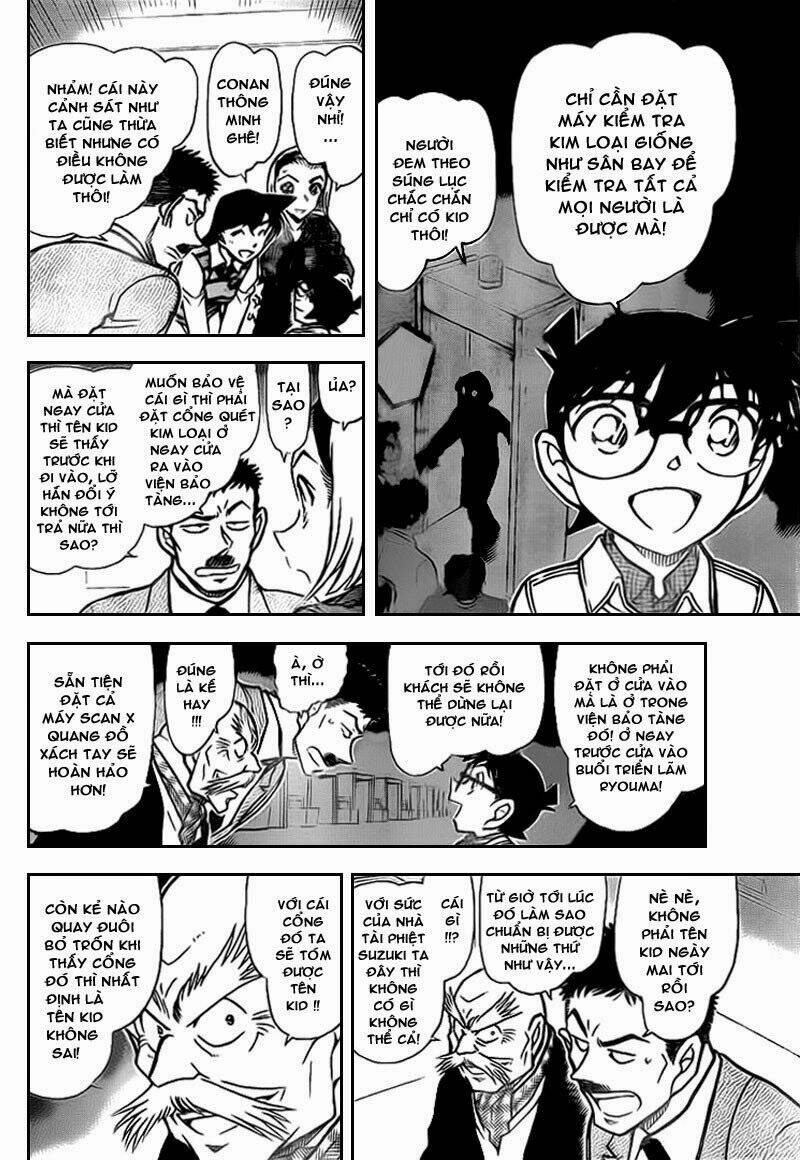 CHỈ CẦN ĐẶT
MÁY KIỂM TRA
KIM LOẠI GIỐNG
NHƯ SÂN BAY ĐỂ
KIỂM TRA TẤT CẢ
MỌI NGƯỜI LÀ
ĐƯỢC MÀ!
NGƯỜI
ĐEM THEO
SÚNG LỤC
CHẮC CHẮN
CHỈ CÓ KID
THÔI!
ĐÚNG
VẬY
NHỈ!
...
CONAN
THÔNG
MINH
GHÊ!
NHẢM! CÁI NÀY
CẢNH SÁT NHƯ
TA CŨNG THỪA
BIẾT NHƯNG CÓ
ĐIỀU KHÔNG
ĐƯỢC LÀM
THÔI!
ỦA?
TẠI
SAO?
MUỐN BẢO VỆ
CÁI GÌ THÌ PHẢI
ĐẶT CỔNG QUÉT
KIM LOẠI Ở
NGAY CỬA
RA VÀO
VIỆN BẢO
TÀNG...
MÀ ĐẶT
NGAY CỬA
THÌ TÊN KID
SẼ THẤY
TRƯỚC KHI
ĐI VÀO, LỠ
HẮN ĐỔI Ý
KHÔNG TỚI
TRẢ NỮA THÌ
SAO?
KHÔNG PHẢI
ĐẶT Ở CỬA VÀO
MÀ LÀ Ở TRONG
VIỆN BẢO TÀNG
ĐÓ! Ở NGAY
TRƯỚC CỬA VÀO
BUỔI TRIỂN LÃM
RYOUMA!
TỚI ĐÓ RỒI
KHÁCH SẼ KHÔNG
THỂ DỪNG LẠI
ĐƯỢC NỮA!
À, Ờ
THÌ...
ĐÚNG
LÀ KẾ
HAY
!!!
SẴN TIỆN
ĐẶT CẢ
MÁY SCAN X
QUANG ĐỒ
XÁCH TAY SẼ
HOÀN HẢO
HƠN!
NÈ NÈ,
KHÔNG
PHẢI TÊN
KID NGÀY
MAI TỚI
RỒI
SAO?
TỪ GIỜ TỚI LÚC
ĐÓ LÀM SAO
CHUẨN BỊ ĐƯỢC
NHỮNG THỨ
NHƯ VẬY...
CÁI
GÌ
!!?
VỚI SỨC
CỦA NHÀ
TÀI PHIỆT
SUZUKI TA
ĐÂY THÌ
KHÔNG
CÓ GÌ
KHÔNG
THỂ CẢ!
VỚI CÁI
CỔNG
ĐÓ TA
SẼ TÓM
ĐƯỢC
TÊN
KID !!
CÒN KẺ NÀO
QUAY ĐUÔI
BỎ TRỐN KHI
THẤY CỔNG
ĐÓ THÌ NHẤT
ĐỊNH LÀ
TÊN KID
KHÔNG
SAI!